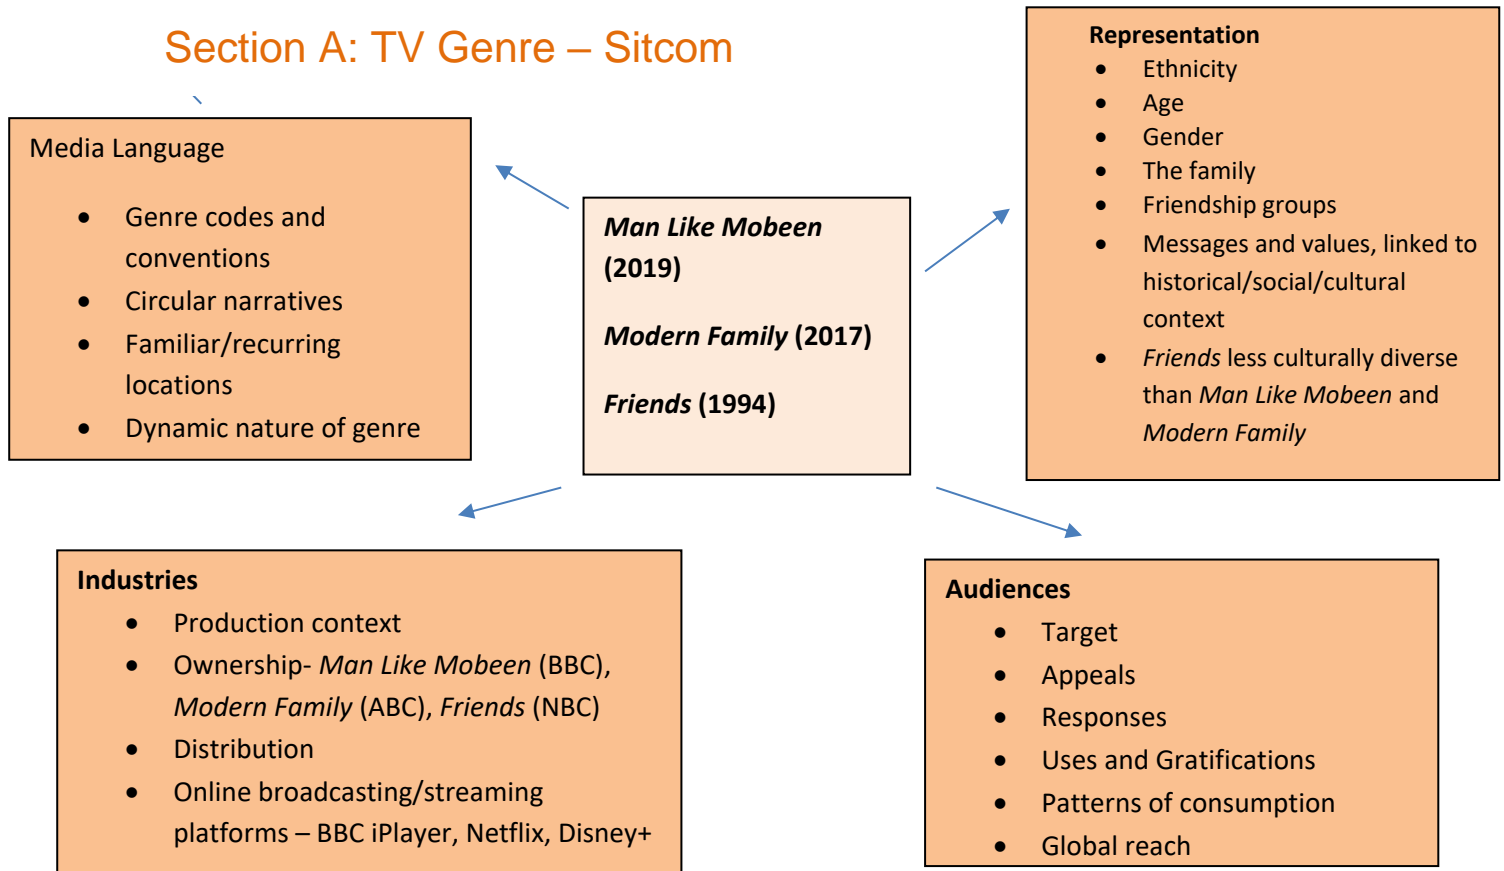 Section A: TV Genre – Sitcom
Media Language
• Genre codes and
conventions
• Circular narratives
• Familiar/recurring
locations
• Dynamic nature of genre
Man Like Mobeen
(2019)
Modern Family (2017)
Friends (1994)
Representation
• Ethnicity
• Age
• Gender
• The family
• Friendship groups
• Messages and values, linked to
historical/social/cultural
context
• Friends less culturally diverse
than Man Like Mobeen and
Modern Family
Industries
• Production context
• Ownership- Man Like Mobeen (BBC),
Modern Family (ABC), Friends (NBC)
• Distribution
• Online broadcasting/streaming
platforms – BBC iPlayer, Netflix, Disney+
Audiences
• Target
• Appeals
• Responses
• Uses and Gratifications
• Patterns of consumption
• Global reach